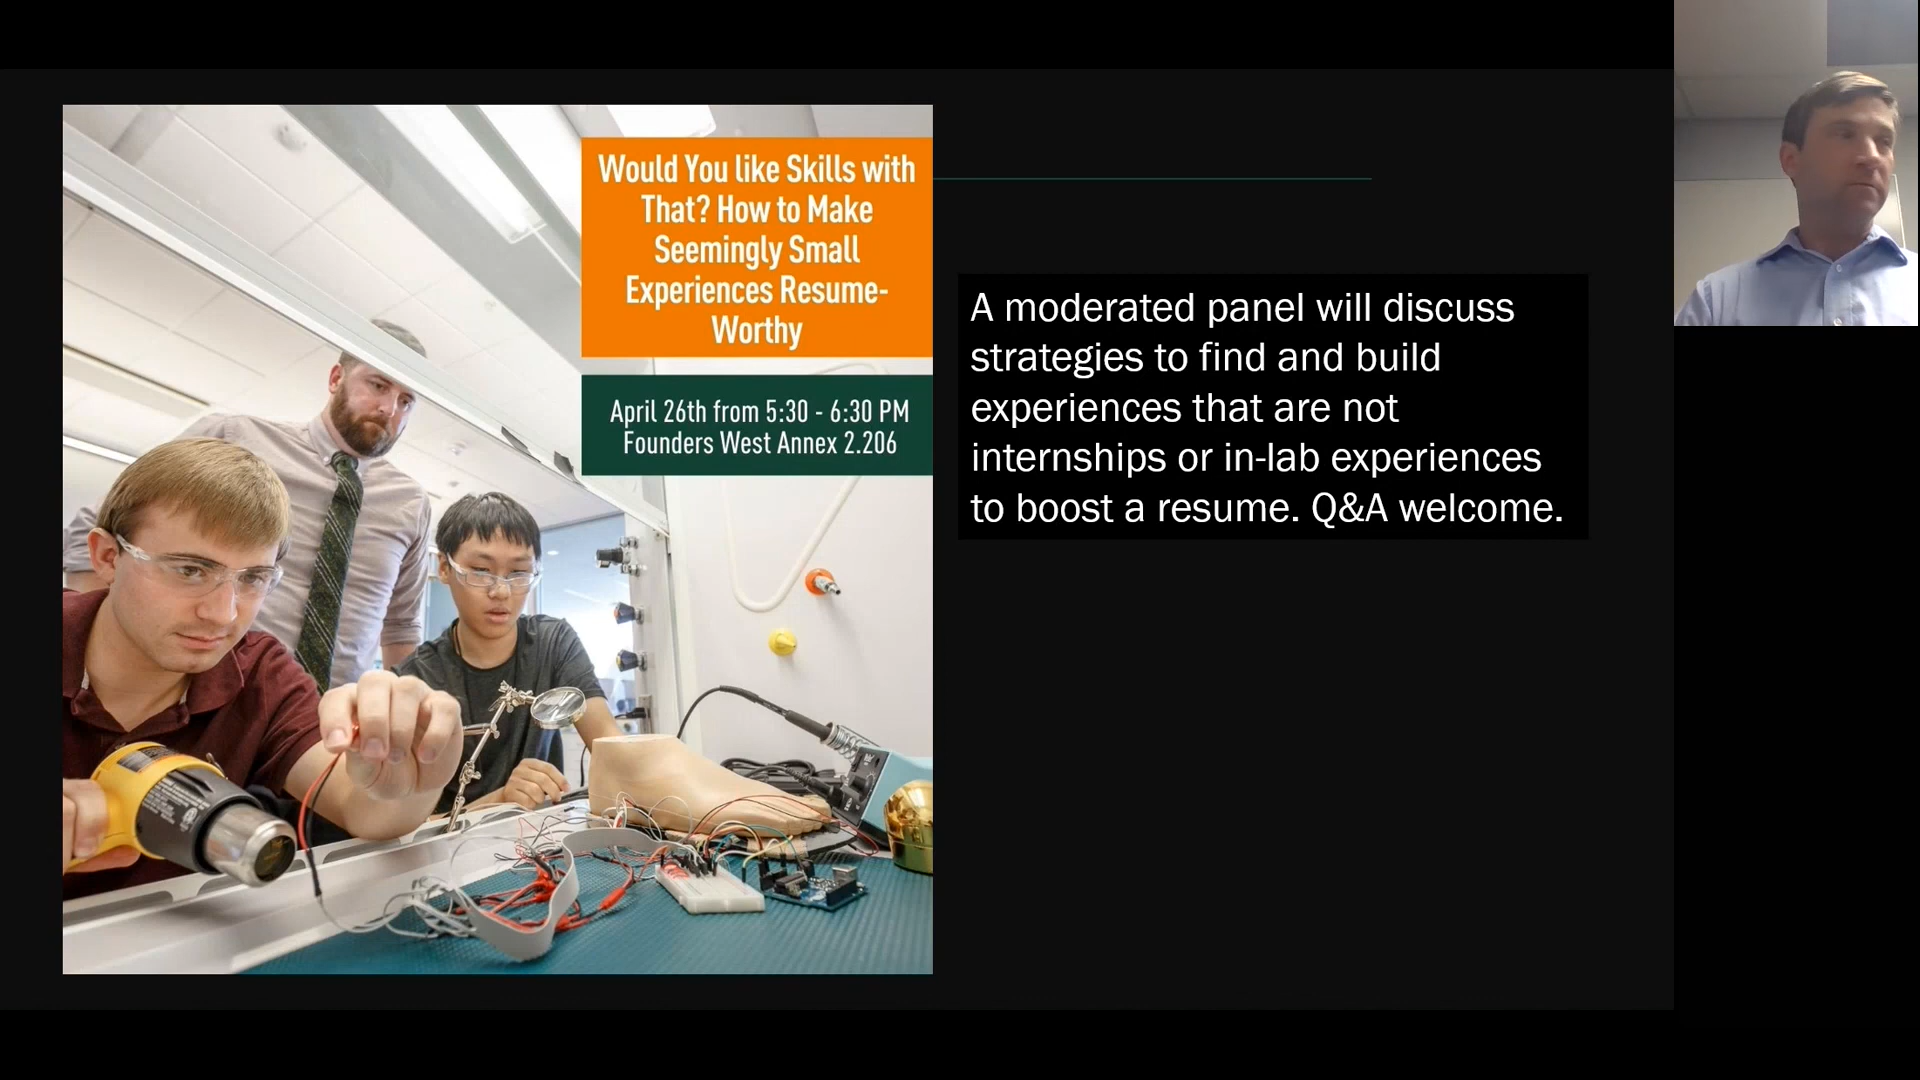 Would You like Skills with
That? How to Make
Seemingly Small
Experiences Resume-
Worthy
April 26th from 5:30 - 6:30 PM
Founders West Annex 2.206
A moderated panel will discuss
strategies to find and build
experiences that are not
internships or in-lab experiences
to boost a resume. Q&A welcome.